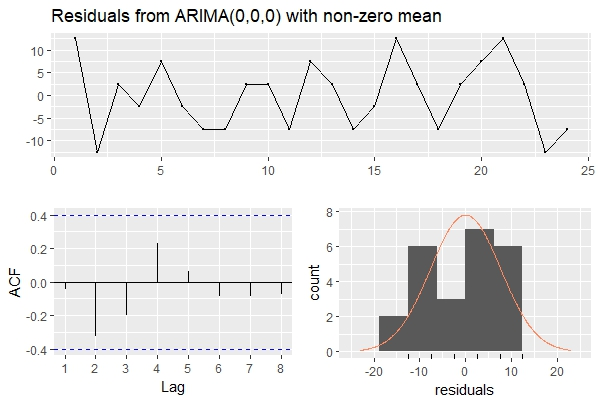 Residuals from ARIMA(0,0,0) with non-zero mean
10
5
0
-5
-10
0 5 10 15 20 25
0.4
0.2
0.0
-0.2
-0.4
ACF
1 2 3 4 5 6 7 8
Lag
8
6
4
2
0
count
-20 -10 0 10 20
residuals